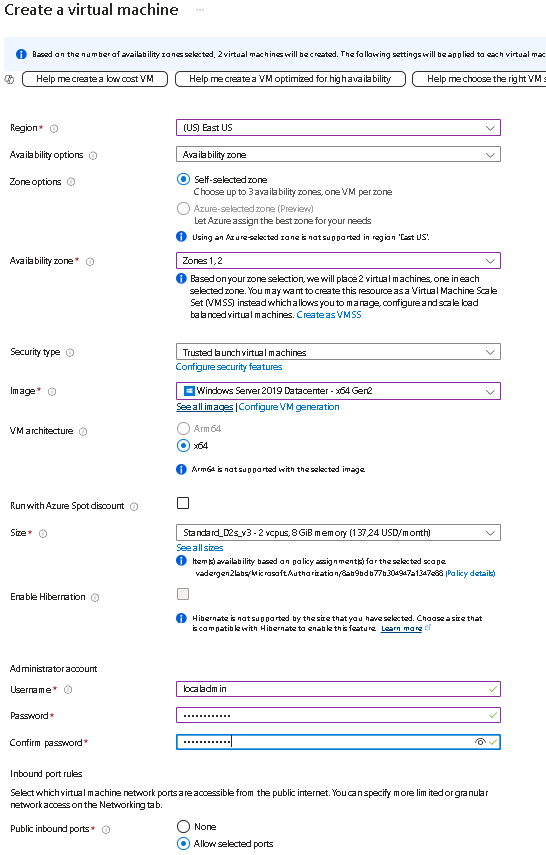 Create a virtual machine ...
Based on the number of availability zones selected, 2 virtual machines will be created. The following settings will be applied to each virtual mac
Help me create a low cost VM
Help me create a VM optimized for high availability
Help me choose the right VM s
Region *
(US) East US
Availability options
Availability zone
Zone options
Self-selected zone
Choose up to 3 availability zones, one VM per zone
Azure-selected zone (Preview)
Let Azure assign the best zone for your needs
Using an Azure-selected zone is not supported in region 'East US'.
Availability zone *
Zones 1, 2
Based on your zone selection, we will place 2 virtual machines, one in each
selected zone. You may want to create this resource as a Virtual Machine Scale
Set (VMSS) instead which allows you to manage, configure and scale load
balanced virtual machines. Create as VMSS
Security type
Trusted launch virtual machines
Configure security features
Image *
Windows Server 2019 Datacenter - x64 Gen2
See all images | Configure VM generation
VM architecture
Arm64
x64
Arm64 is not supported with the selected image.
Run with Azure Spot discount
Size *
Standard_D2s_v3 - 2 vcpus, 8 GiB memory (137,24 USD/month)
See all sizes
Item(s) availability based on policy assignment(s) for the selected scope.
(Policy details)
Enable Hibernation
Hibernate is not supported by the size that you have selected. Choose a size that
is compatible with Hibernate to enable this feature. Learn more
Administrator account
Username *
localadmin
Password *
••••••••••••
Confirm password *
••••••••••••
Inbound port rules
Select which virtual machine network ports are accessible from the public internet. You can specify more limited or granular
network access on the Networking tab.
Public inbound ports *
None
Allow selected ports